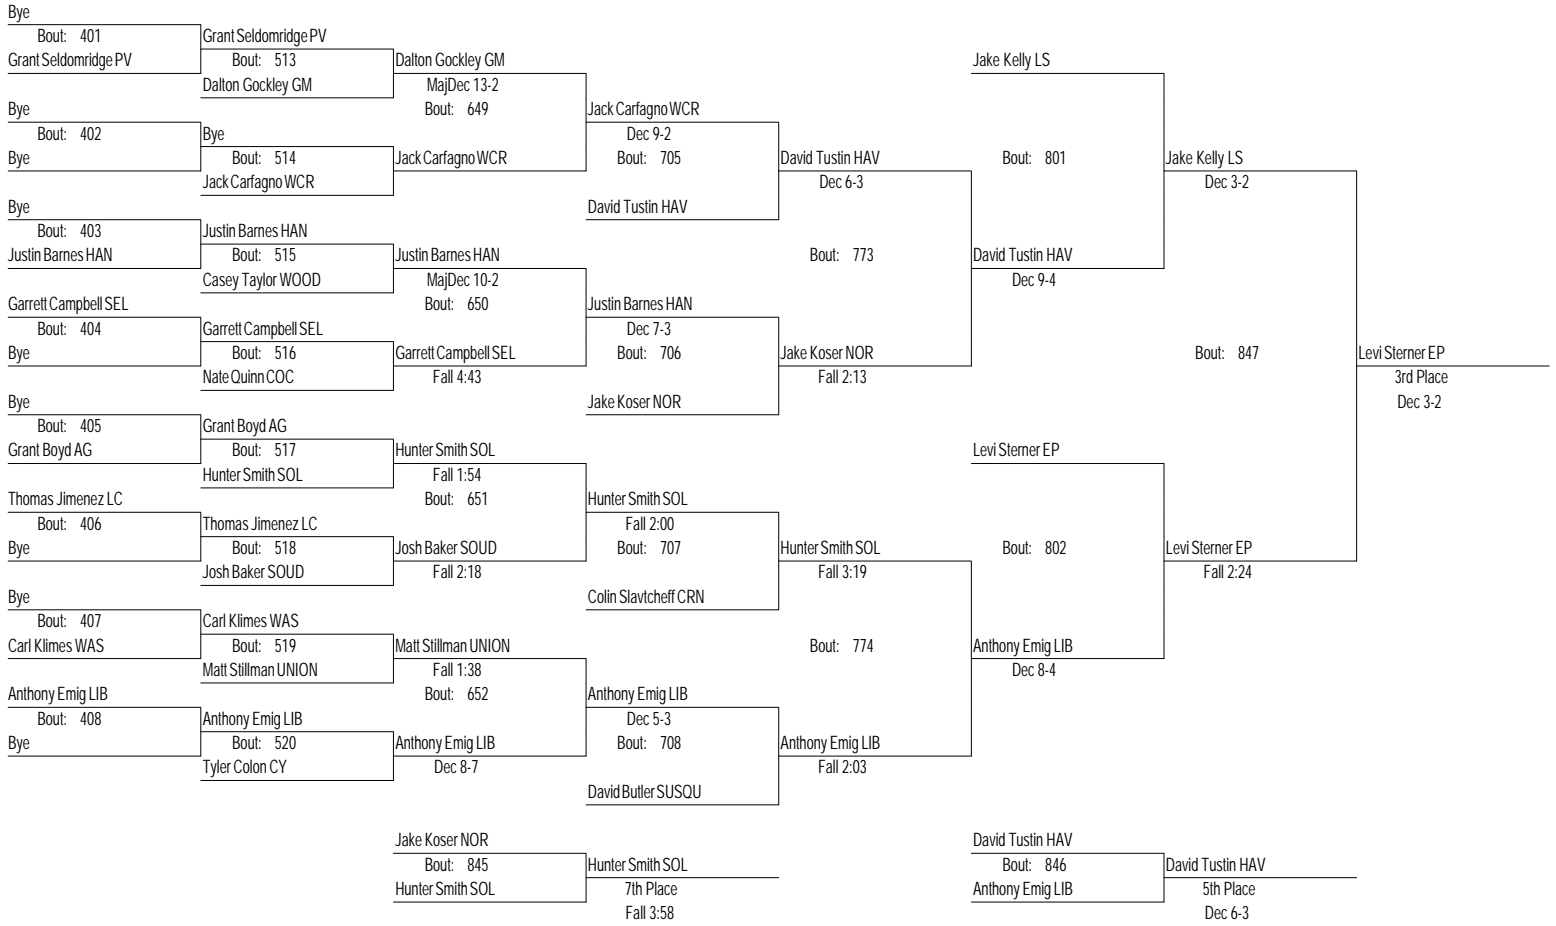 Bye
Bout: 401
Grant Seldomridge PV
Grant Seldomridge PV
Bout: 513
Dalton Gockley GM
Bye
Bout: 402
Bye
Bye
Bout: 514
Jack Carfagno WCR
Bye
Bout: 403
Justin Barnes HAN
Justin Barnes HAN
Bout: 515
Casey Taylor WOOD
Garrett Campbell SEL
Bout: 404
Bye
Garrett Campbell SEL
Bout: 516
Nate Quinn COC
Bye
Bout: 405
Grant Boyd AG
Grant Boyd AG
Bout: 517
Hunter Smith SOL
Thomas Jimenez LC
Bout: 406
Bye
Thomas Jimenez LC
Bout: 518
Josh Baker SOUD
Bye
Bout: 407
Carl Klimes WAS
Carl Klimes WAS
Bout: 519
Matt Stillman UNION
Anthony Emig LIB
Bout: 408
Bye
Anthony Emig LIB
Bout: 520
Tyler Colon CY
Dalton Gockley GM
MajDec 13-2
Bout: 649
Jack Carfagno WCR
Justin Barnes HAN
MajDec 10-2
Bout: 650
Garrett Campbell SEL
Fall 4:43
Hunter Smith SOL
Fall 1:54
Bout: 651
Josh Baker SOUD
Fall 2:18
Matt Stillman UNION
Fall 1:38
Bout: 652
Anthony Emig LIB
Dec 8-7
Jack Carfagno WCR
Dec 9-2
Bout: 705
David Tustin HAV
Justin Barnes HAN
Dec 7-3
Bout: 706
Jake Koser NOR
Hunter Smith SOL
Fall 2:00
Bout: 707
Colin Slavtcheff CRN
Anthony Emig LIB
Dec 5-3
Bout: 708
David Butler SUSQU
David Tustin HAV
Dec 6-3
Bout: 773
Jake Koser NOR
Fall 2:13
Hunter Smith SOL
Fall 3:19
Bout: 774
Anthony Emig LIB
Fall 2:03
Jake Kelly LS
Bout: 801
David Tustin HAV
Dec 9-4
Levi Sterner EP
Bout: 802
Anthony Emig LIB
Dec 8-4
Jake Kelly LS
Dec 3-2
Bout: 847
Levi Sterner EP
Fall 2:24
Levi Sterner EP
3rd Place
Dec 3-2
Jake Koser NOR
Bout: 845
Hunter Smith SOL
Hunter Smith SOL
7th Place
Fall 3:58
David Tustin HAV
Bout: 846
Anthony Emig LIB
David Tustin HAV
5th Place
Dec 6-3